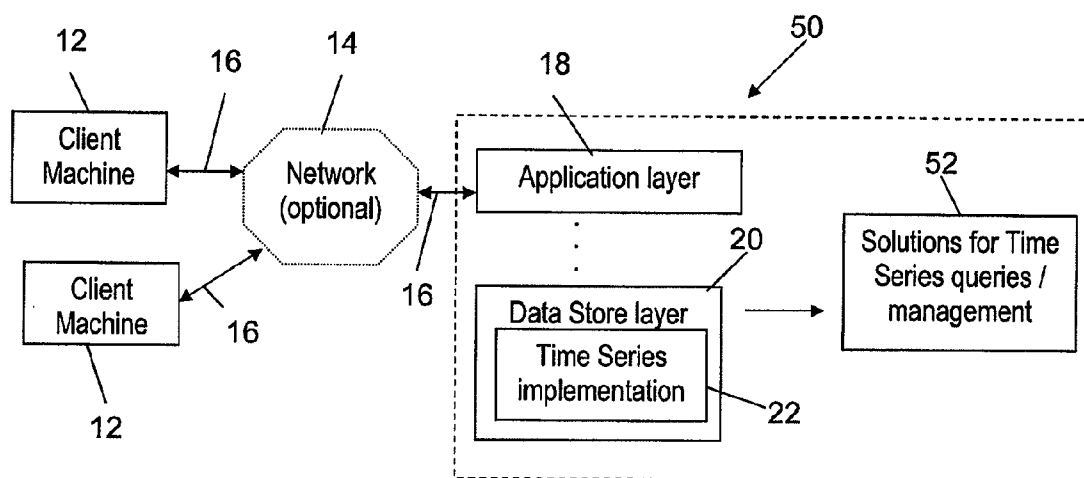 50
12
16
14
18
Client
Machine
Network
(optional)
Application layer
52
Solutions for Time
Series queries /
management
20
16
Client
Machine
16
Data Store layer
Time Series
implementation
22
12